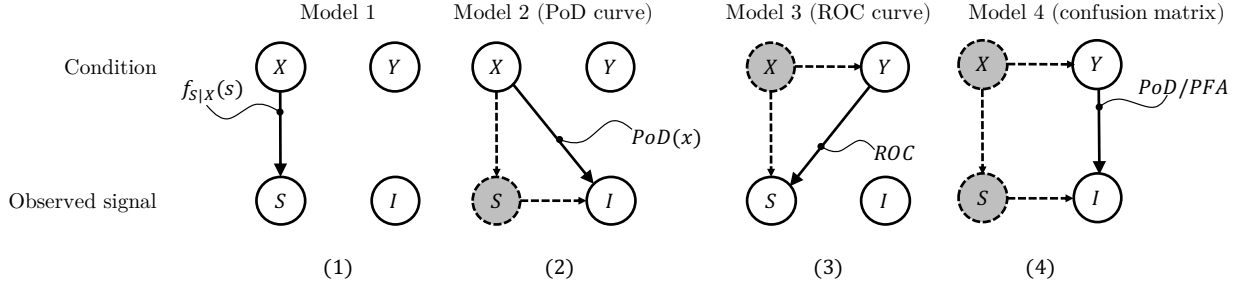 Model 1 Model 2 (PoD curve) Model 3 (ROC curve) Model 4 (confusion matrix)
Condition X Y X Y X Y X Y
f_{S|X}(s) PoD(x) ROC PoD/PFA
Observed signal S I S I S I S I
(1) (2) (3) (4)